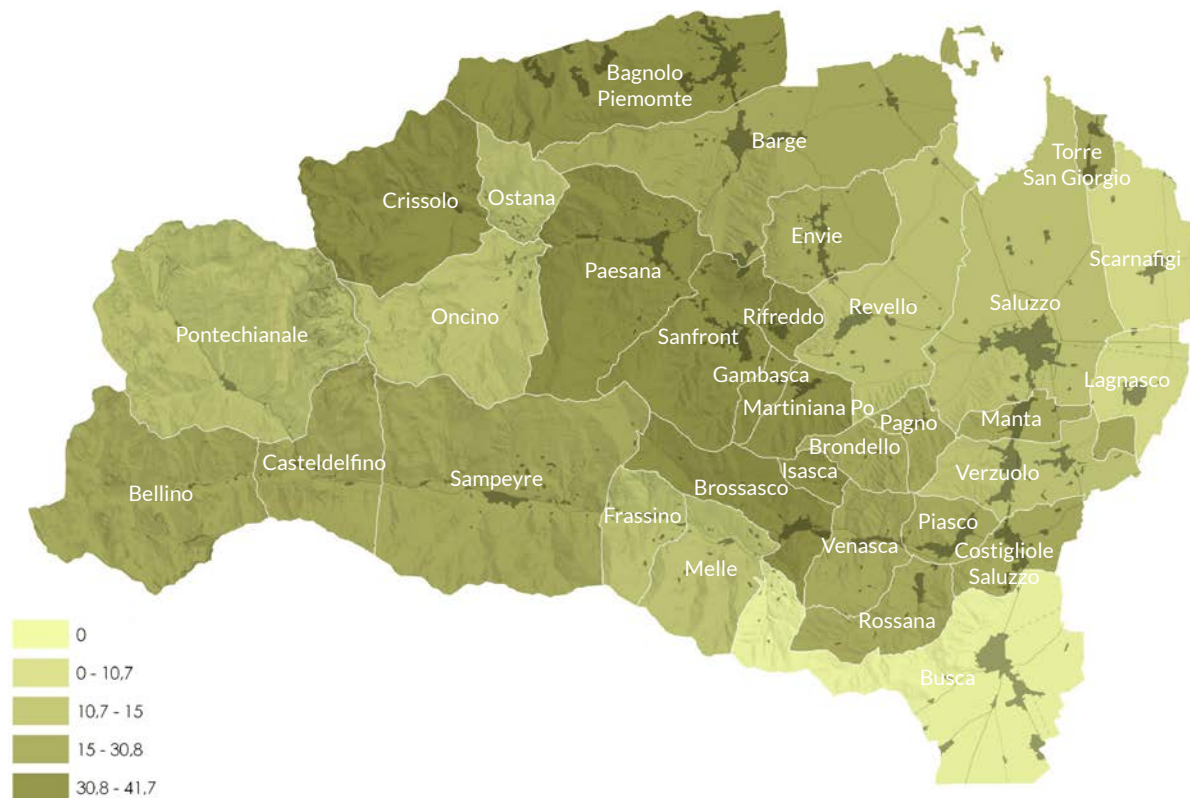 Bagnolo
Piemomte
Barge
Torre
San Giorgio
Crissolo
Ostana
Envie
Scarnafigi
Paesana
Pontechianale
Oncino
Revello
Saluzzo
Rifreddo
Sanfront
Gambasca
Lagnasco
Martiniana Po
Pagno
Manta
Brondello
Casteldelfino
Isasca
Verzuolo
Bellino
Sampeyre
Brossasco
Frassino
Piasco
Venasca
Costigliole
Saluzzo
Melle
Rossana
Busca
0
0 - 10,7
10,7 - 15
15 - 30,8
30,8 - 41,7